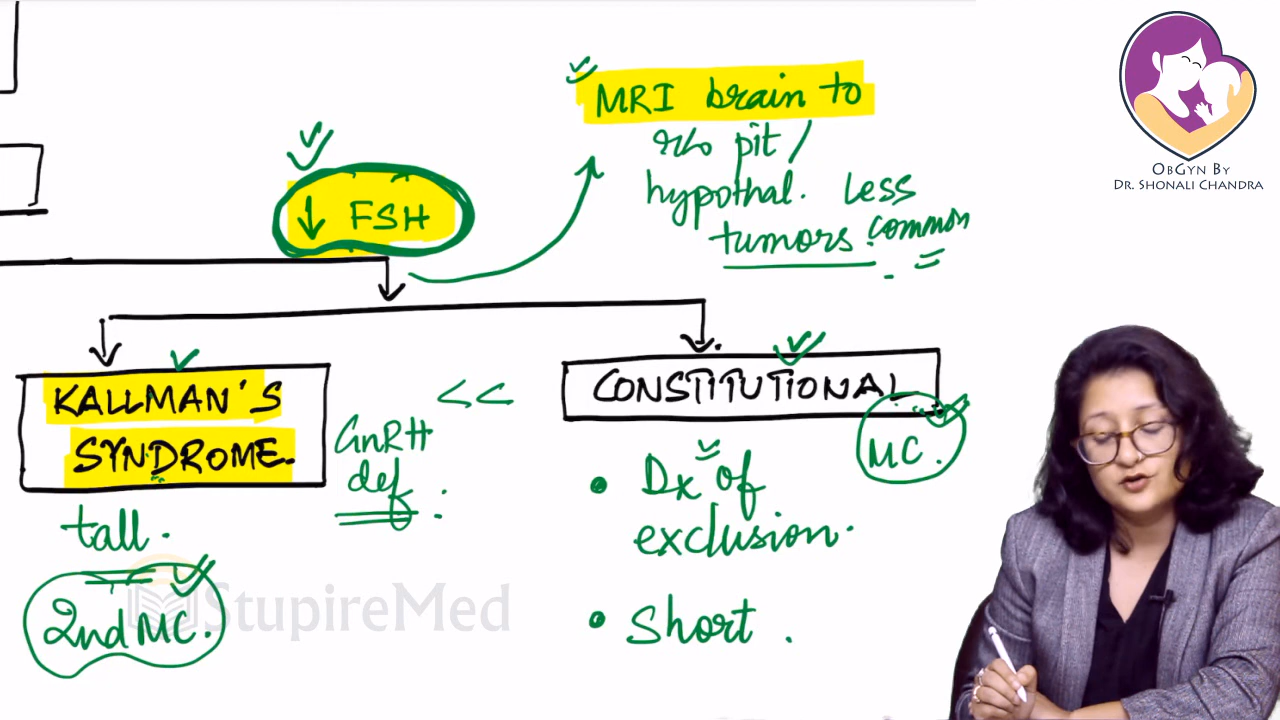 MRI brain to
r/o pit/
hypothal. Less
tumors. common
↓ FSH
KALLMAN'S
SYNDROME.
GnRH
def:
<<
CONSTITUTIONAL
MC.
tall.
2nd MC.
• Dx of
exclusion.
• Short.
StupireMed
ObGyn By
Dr. Shonali Chandra